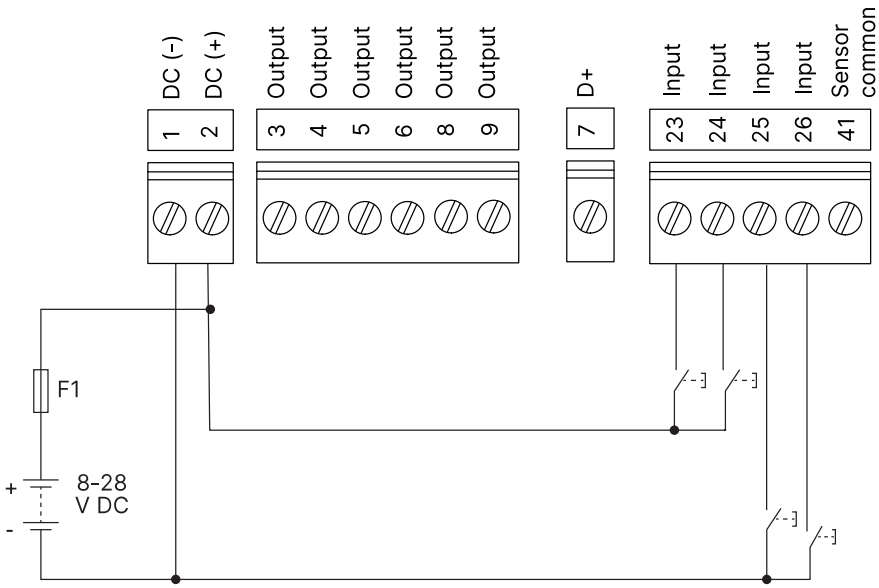 DC (-)
DC (+)
Output
Output
Output
Output
Output
Output
D+
Input
Input
Input
Input
Sensor
common
1
2
3
4
5
6
8
9
7
23
24
25
26
41
F1
+
8-28
V DC
-